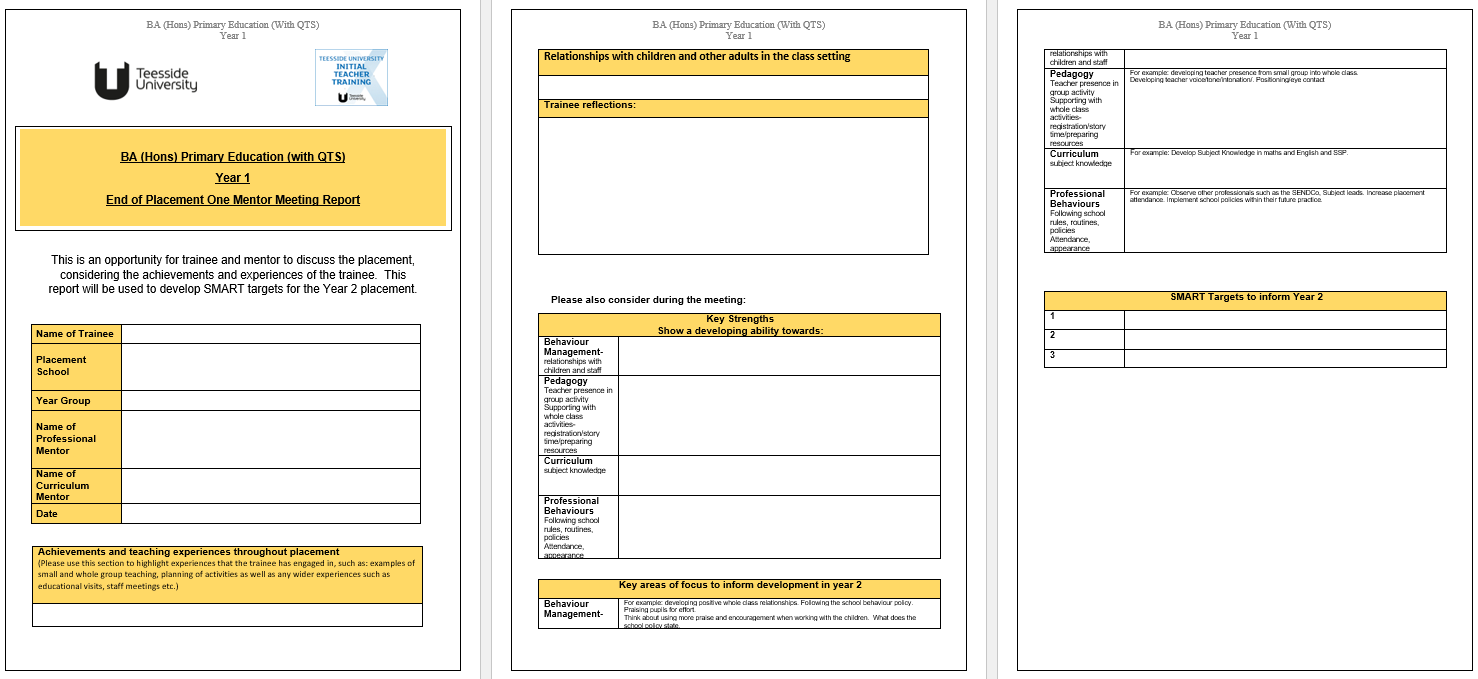 BA (Hons) Primary Education (With QTS)
Year 1
Teesside
University
TEESSIDE UNIVERSITY
INITIAL
TEACHER
TRAINING
Teesside
University
BA (Hons) Primary Education (with QTS)
Year 1
End of Placement One Mentor Meeting Report
This is an opportunity for trainee and mentor to discuss the placement,
considering the achievements and experiences of the trainee. This
report will be used to develop SMART targets for the Year 2 placement.
Name of Trainee
Placement
School
Year Group
Name of
Professional
Mentor
Name of
Curriculum
Mentor
Date
Achievements and teaching experiences throughout placement
(Please use this section to highlight experiences that the trainee has engaged in, such as: examples of
small and whole group teaching, planning of activities as well as any wider experiences such as
educational visits, staff meetings etc.)
BA (Hons) Primary Education (With QTS)
Year 1
Relationships with children and other adults in the class setting
Trainee reflections:
Please also consider during the meeting:
Key Strengths
Show a developing ability towards:
Behaviour
Management-
relationships with
children and staff
Pedagogy
Teacher presence in
group activity
Supporting with
whole class
activities-
registration/story
time/preparing
resources
Curriculum
subject knowledge
Professional
Behaviours
Following school
rules, routines,
policies
Attendance,
appearance
Key areas of focus to inform development in year 2
Behaviour
Management-
For example: developing positive whole class relationships. Following the school behaviour policy.
Praising pupils for effort.
Think about using more praise and encouragement when working with the children. What does the
school policy state.
BA (Hons) Primary Education (With QTS)
Year 1
relationships with
children and staff
Pedagogy
Teacher presence in
group activity
Supporting with
whole class
activities-
registration/story
time/preparing
resources
For example: developing teacher presence from small group into whole class.
Developing teacher voice/tone/intonation/. Positioning/eye contact
Curriculum
subject knowledge
For example: Develop Subject Knowledge in maths and English and SSP.
Professional
Behaviours
Following school
rules, routines,
policies
Attendance,
appearance
For example: Observe other professionals such as the SENDCo, Subject leads. Increase placement
attendance. Implement school policies within their future practice.
SMART Targets to inform Year 2
1
2
3